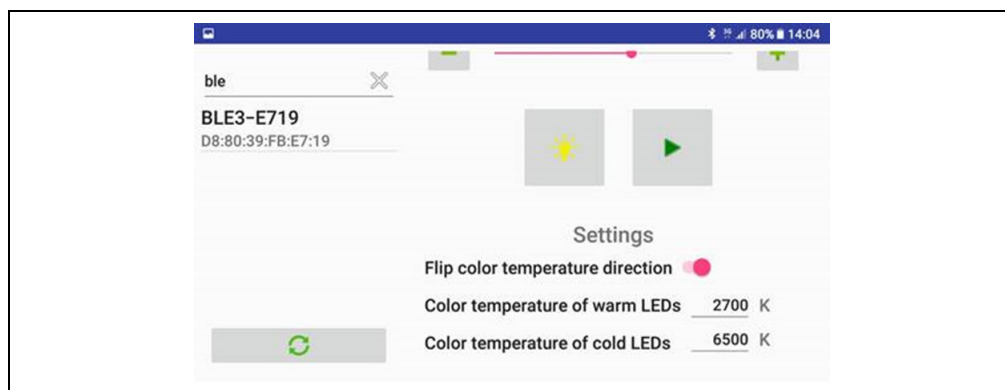 80% 14:04
ble
BLE3-E719
D8:80:39:FB:E7:19
Settings
Flip color temperature direction
Color temperature of warm LEDs 2700 K
Color temperature of cold LEDs 6500 K